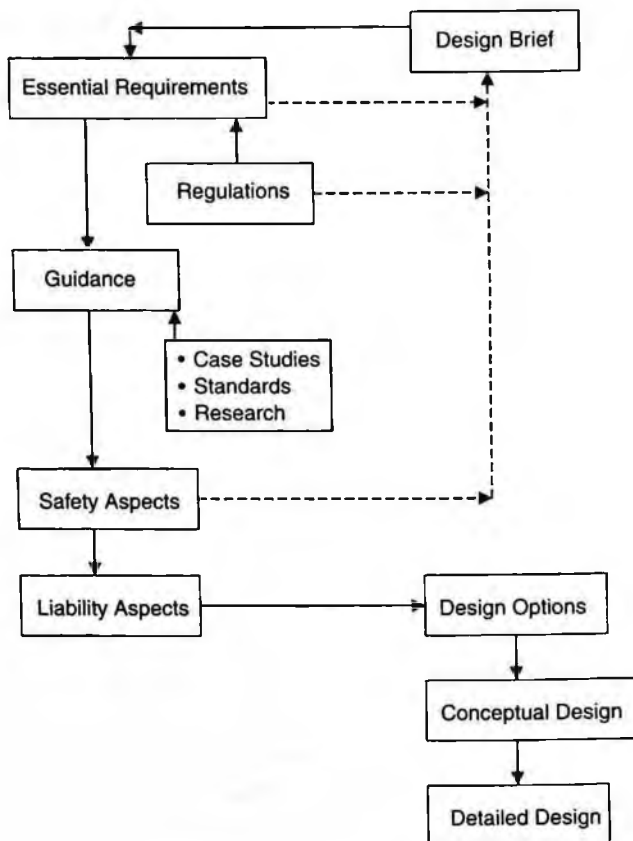 Design Brief
Essential Requirements
Regulations
Guidance
• Case Studies
• Standards
• Research
Safety Aspects
Liability Aspects
Design Options
Conceptual Design
Detailed Design